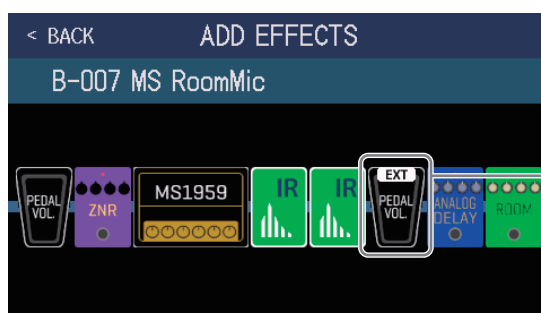 < BACK ADD EFFECTS
B-007 MS RoomMic
PEDAL
VOL.
ZNR
MS1959
IR
IR
EXT
PEDAL
VOL.
ANALOG
DELAY
ROOM